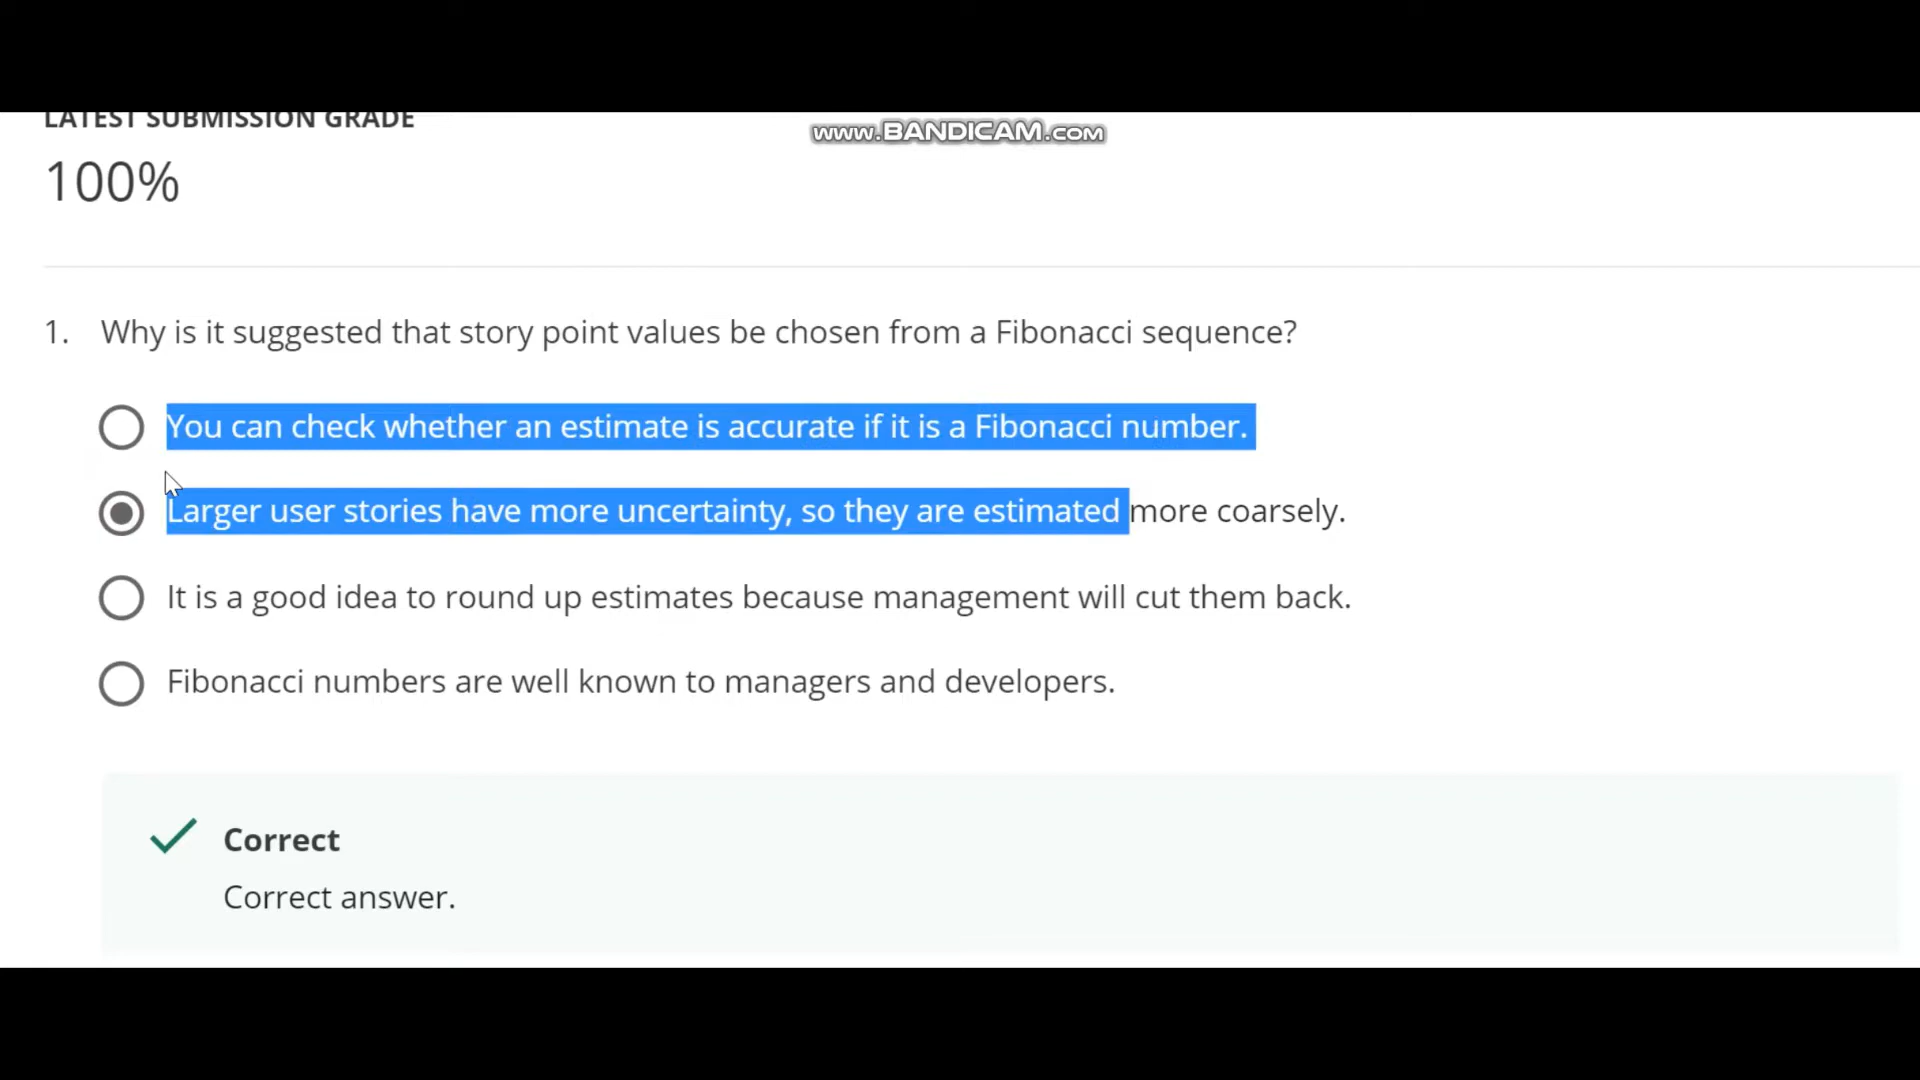 LATEST SUBMISSION GRADE
www.BANDICAM.com
100%
1. Why is it suggested that story point values be chosen from a Fibonacci sequence?
You can check whether an estimate is accurate if it is a Fibonacci number.
Larger user stories have more uncertainty, so they are estimated more coarsely.
It is a good idea to round up estimates because management will cut them back.
Fibonacci numbers are well known to managers and developers.
Correct
Correct answer.